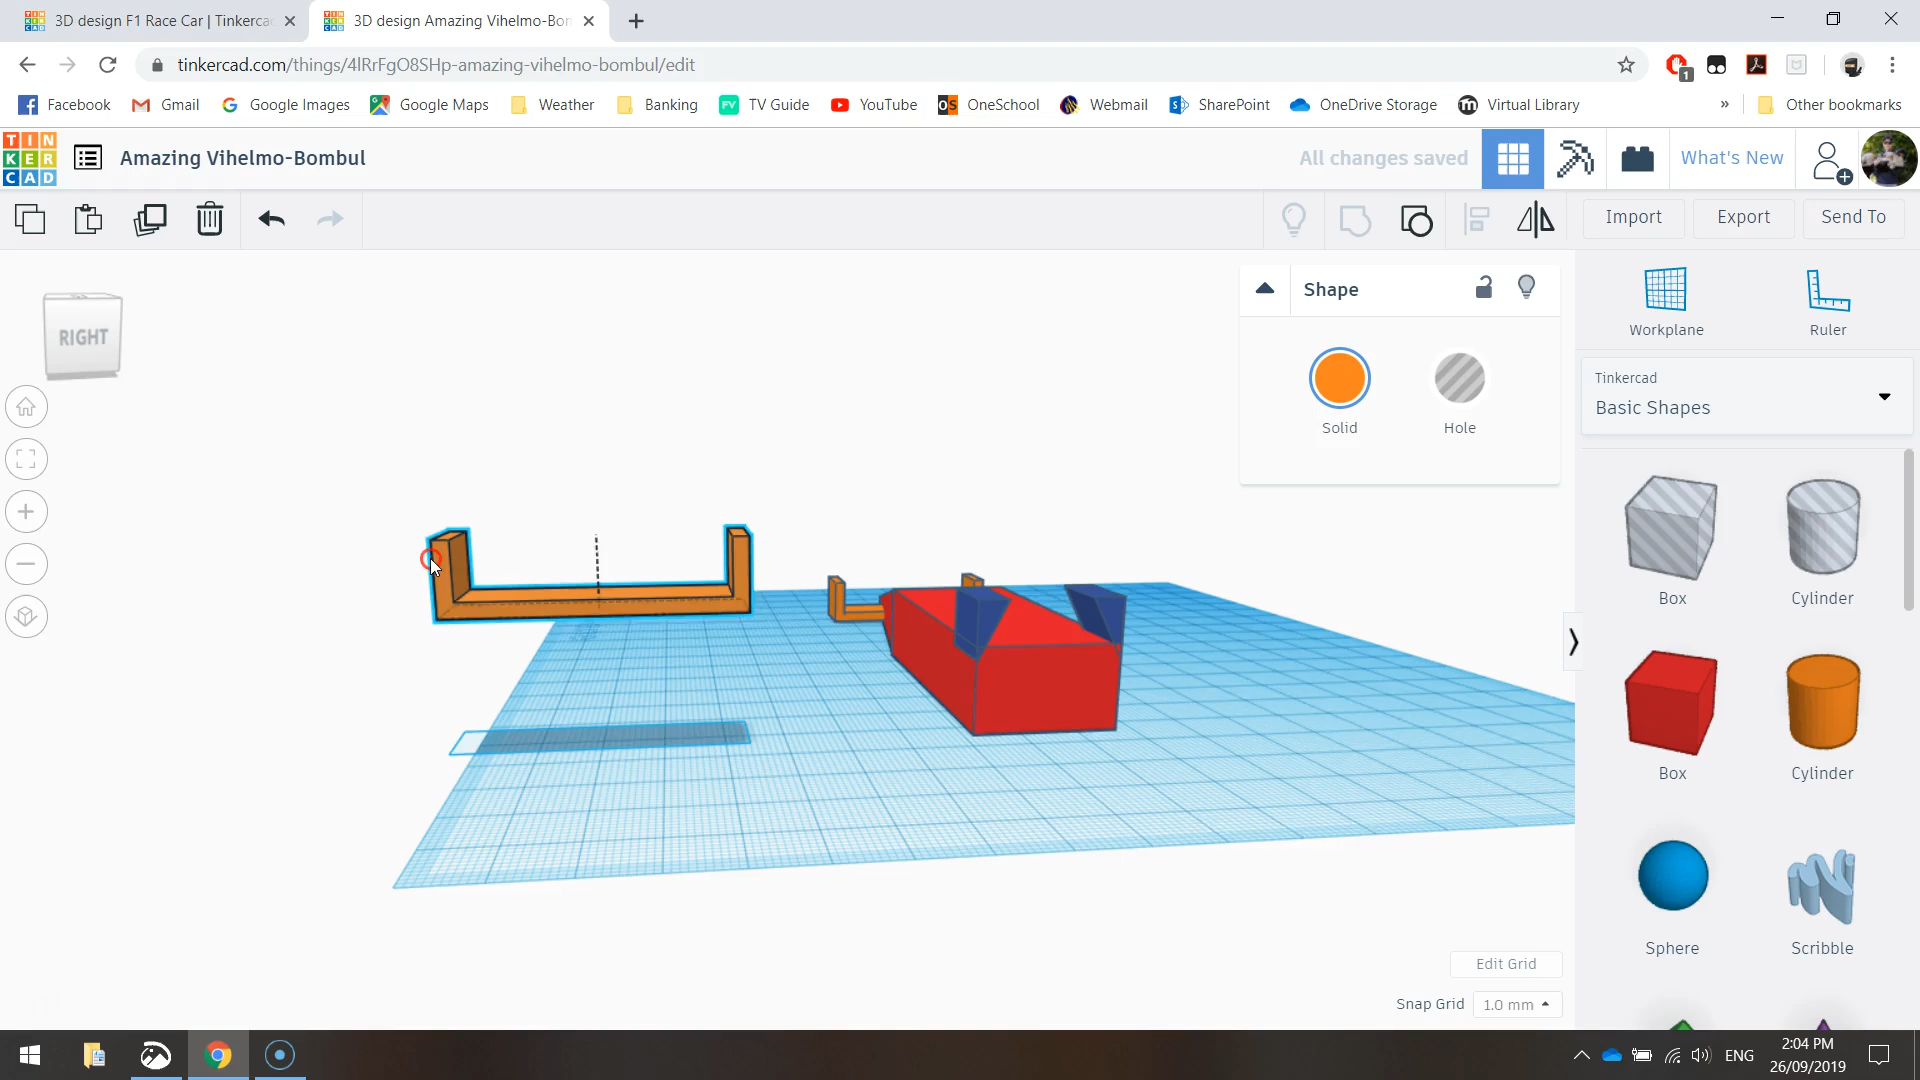 3D design F1 Race Car | Tinkerca
3D design Amazing Vihelmo-Bon
tinkercad.com/things/4lRrFgO8SHp-amazing-vihelmo-bombul/edit
1
Facebook Gmail Google Images Google Maps Weather Banking TV Guide YouTube OneSchool Webmail SharePoint OneDrive Storage Virtual Library » Other bookmarks
TIN
KER
CAD
Amazing Vihelmo-Bombul
All changes saved
What's New
Import
Export
Send To
RIGHT
Shape
Solid
Hole
Workplane
Ruler
Tinkercad
Basic Shapes
Box
Cylinder
Box
Cylinder
Sphere
Scribble
Edit Grid
Snap Grid
1.0 mm
ENG
2:04 PM
26/09/2019